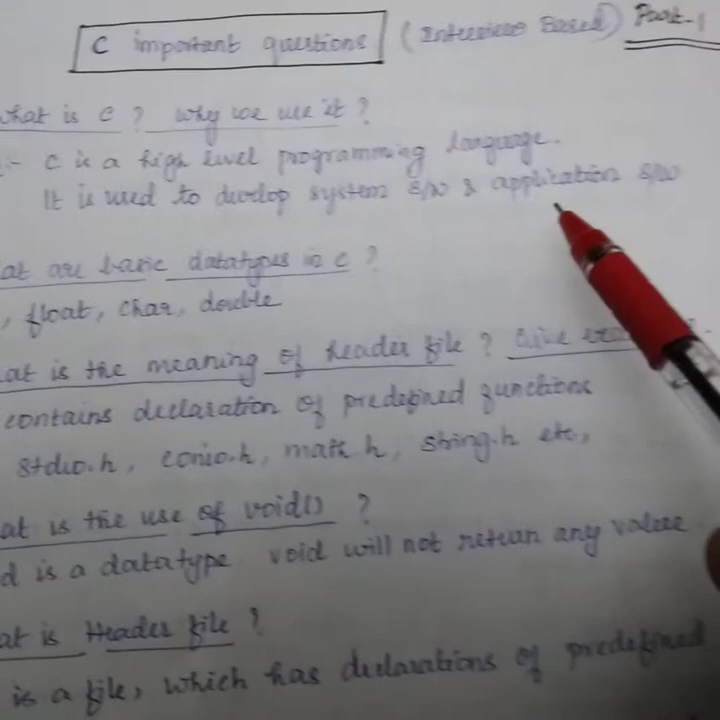 C important questions (Interview Based) Part-1
what is c ? why we use it ?
:- C is a high level programming language.
It is used to develop system s/w & application s/w
at are basic datatypes in c ?
, float, char, double
at is the meaning of header file ? Give
contains declaration of predefined functions
stdio.h, conio.h, math.h, string.h etc,
at is the use of void() ?
d is a datatype void will not return any value
at is Header file ?
is a file, which has declarations of predefined